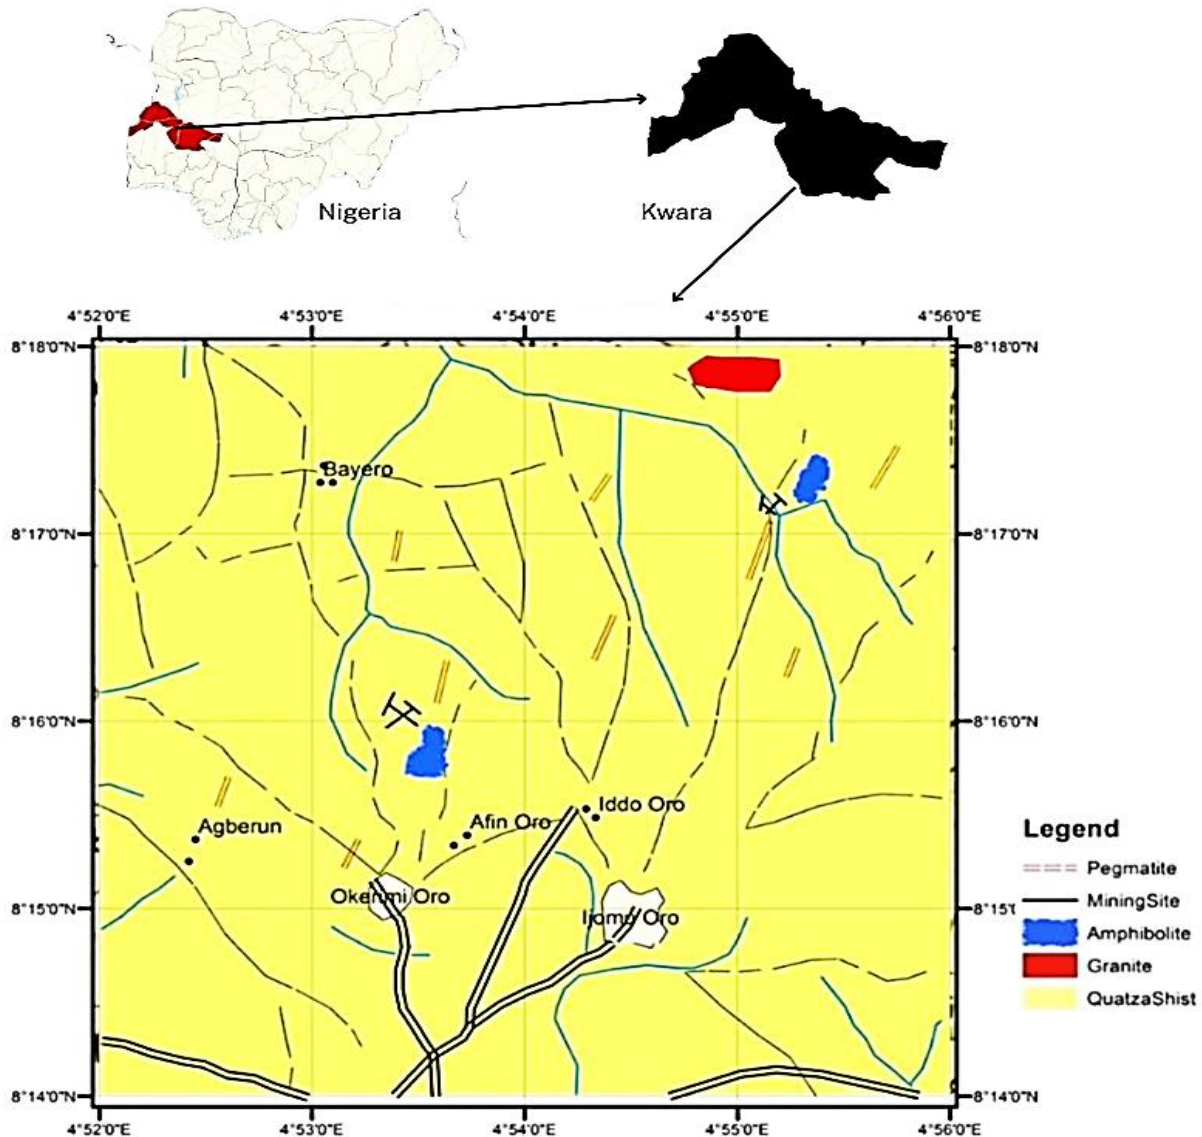 Nigeria
Kwara
4°52'0"E 4°53'0"E 4°54'0"E 4°55'0"E 4°56'0"E
8°18'0"N 8°18'0"N
Bayero
8°17'0"N 8°17'0"N
8°16'0"N 8°16'0"N
Iddo Oro
Afin Oro
Agberun
Okerimi Oro
Ijomu Oro
8°15'0"N 8°15'
8°14'0"N 8°14'0"N
4°52'0"E 4°53'0"E 4°54'0"E 4°55'0"E 4°56'0"E
Legend
Pegmatite
MiningSite
Amphibolite
Granite
QuatzaShist